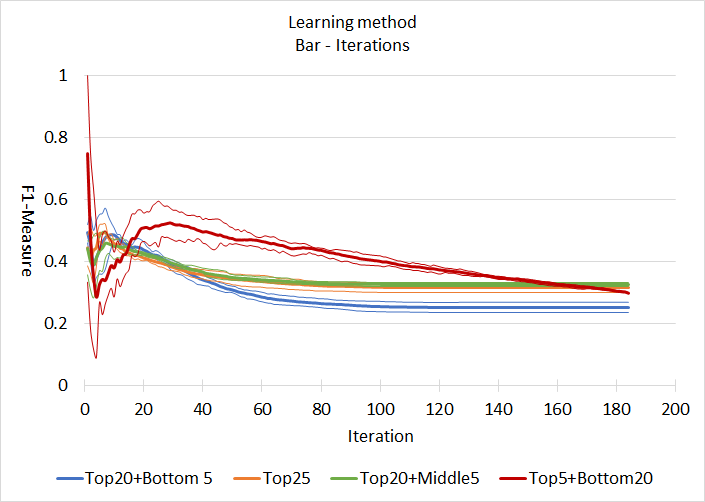 Learning method
Bar - Iterations
1
0.8
0.6
0.4
0.2
0
F1-Measure
0 20 40 60 80 100 120 140 160 180 200
Iteration
Top20+Bottom 5 Top25 Top20+Middle5 Top5+Bottom20